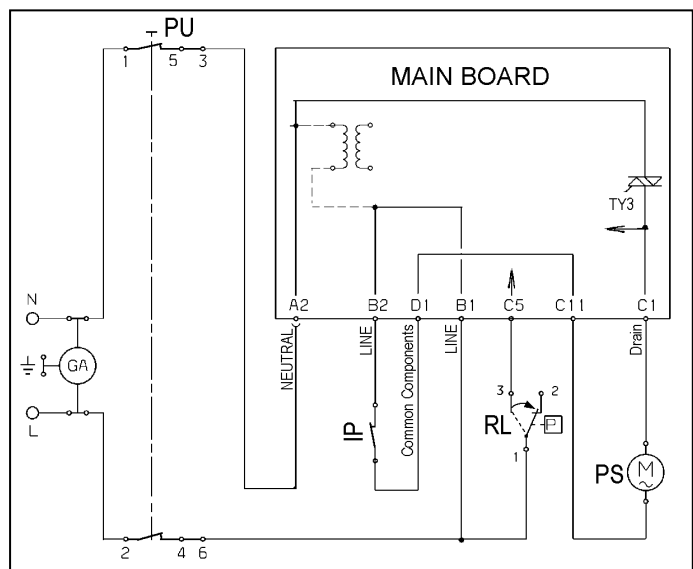 PU
1 5 3
MAIN BOARD
TY3
A2 B2 D1 B1 C5 C11 C1
NEUTRAL
LINE
Common Components
LINE
Drain
N
GA
L
IP
3 2
RL
P
1
PS
M
~
2 4 6